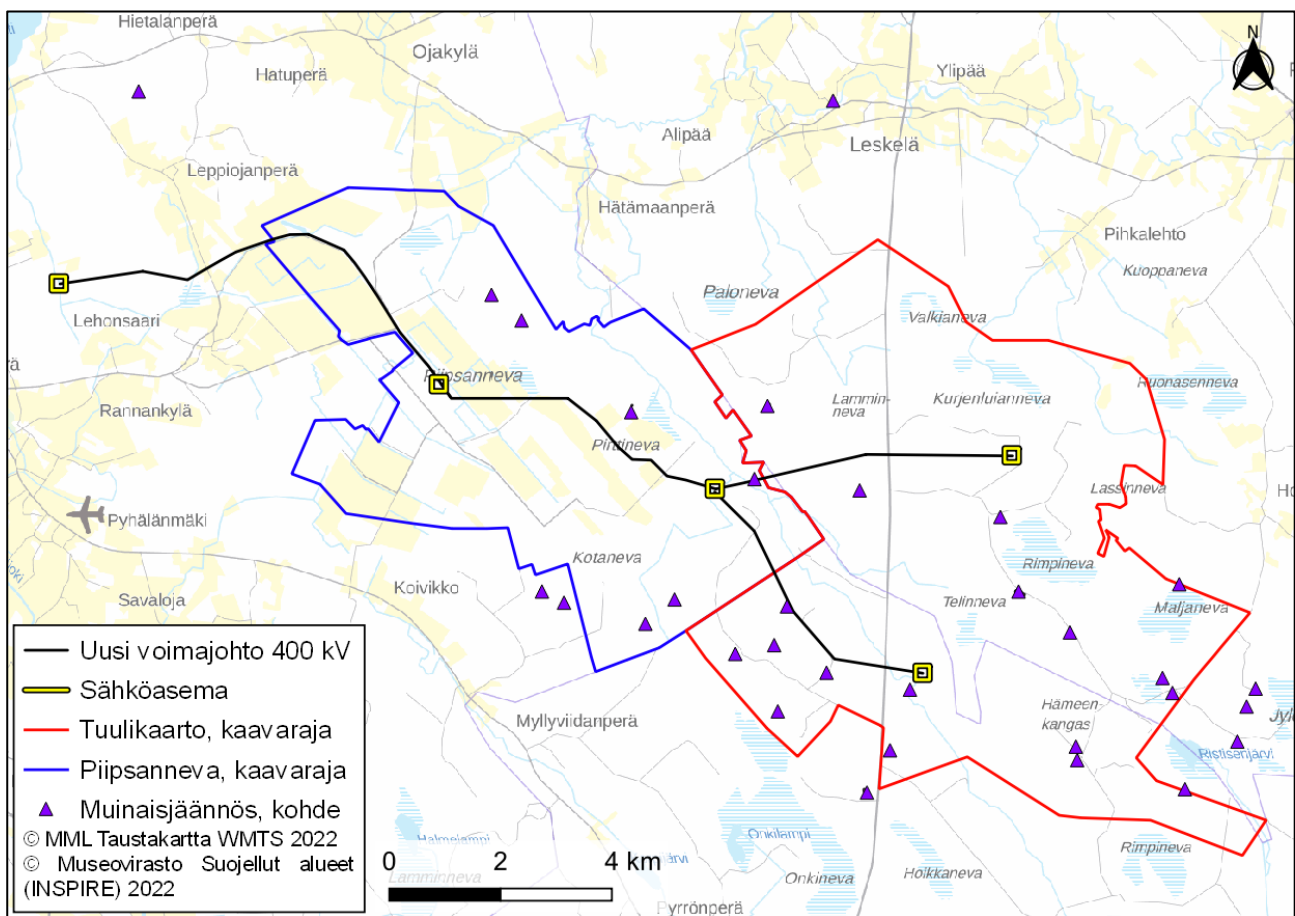 Hietalanperä
Ojakylä
Hatuperä
Ylipää
N
Alipää
Leskelä
Leppiojanperä
Hätämaanperä
Pihkalehto
Kuoppaneva
Paloneva
Lehonsaari
Valkianeva
Piipsanneva
Ruonasenneva
Rannankylä
Lammin-
neva
Kurjenluianneva
Pirttineva
Lassinneva
Pyhälänmäki
Kotaneva
Rimpineva
Koivikko
Telinneva
Maljaneva
Savaloja
Uusi voimajohto 400 kV
Sähköasema
Tuulikaarto, kaavaraja
Piipsanneva, kaavaraja
Muinaisjäännös, kohde
© MML Taustakartta WMTS 2022
© Museovirasto Suojellut alueet
(INSPIRE) 2022
Myllyviidanperä
Hämeen-
kangas
Ristisenjärvi
Halmelampi
Lamminneva
0 2 4 km
Onkilampi
Onkineva
Hoikkaneva
Rimpineva
Pyrrönperä